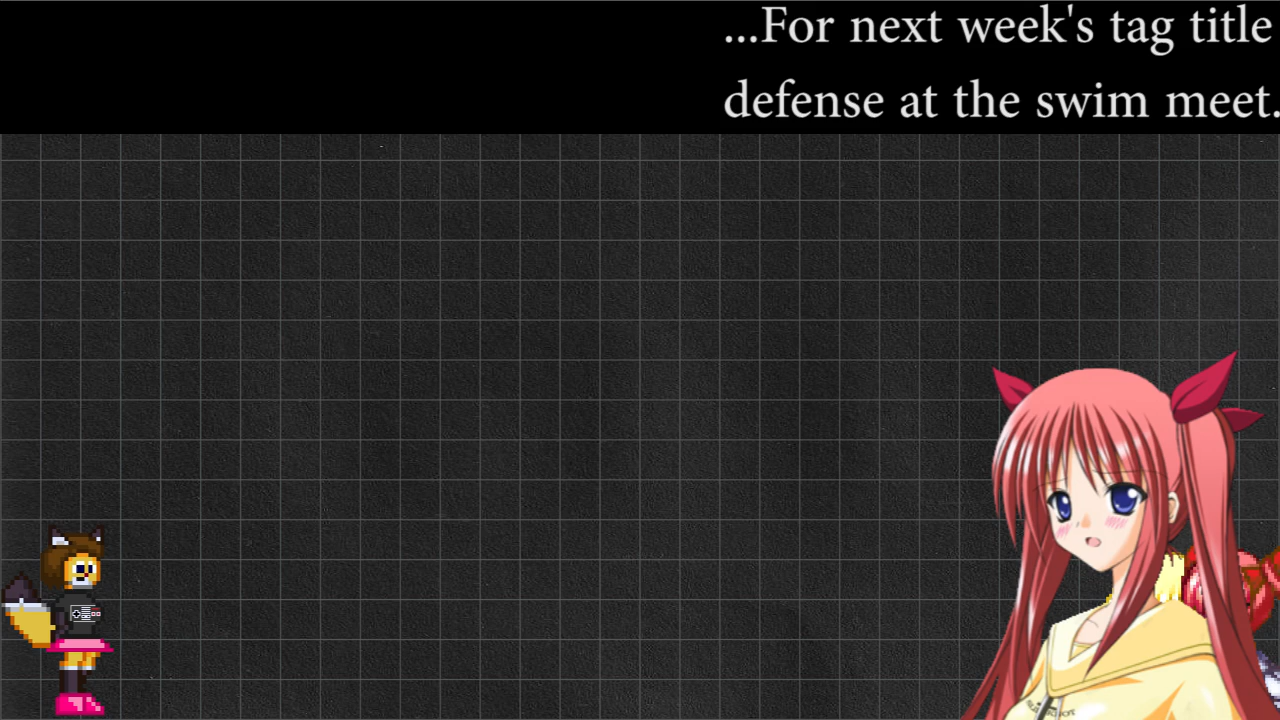 ...For next week's tag title
defense at the swim meet.